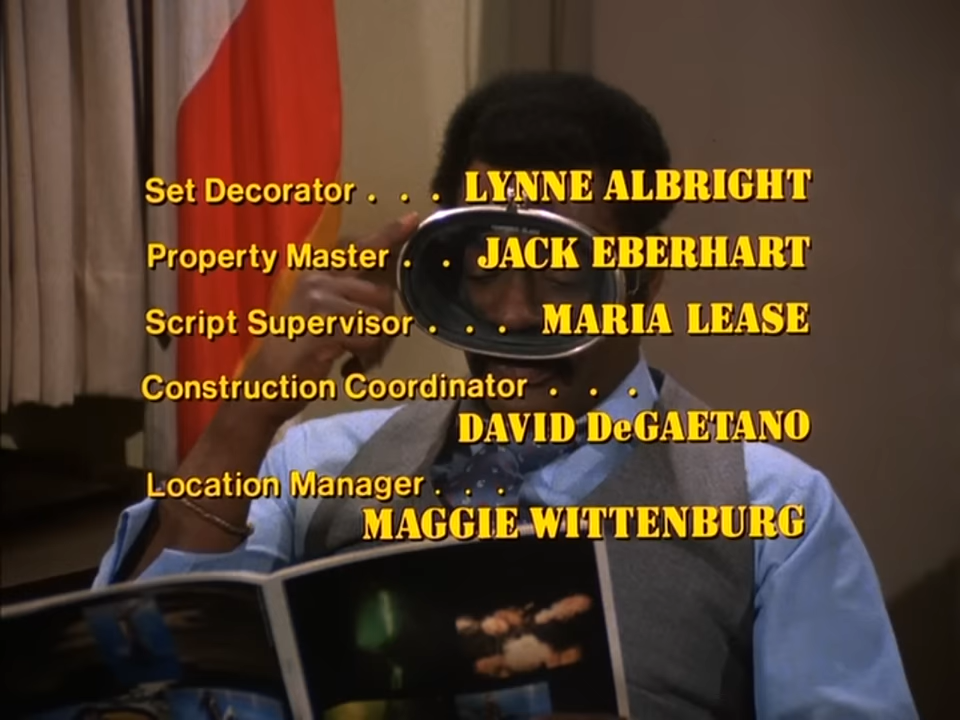 Set Decorator . . . LYNNE ALBRIGHT
Property Master . . JACK EBERHART
Script Supervisor . . . MARIA LEASE
Construction Coordinator . . .
DAVID DeGAETANO
Location Manager . . .
MAGGIE WITTENBURG